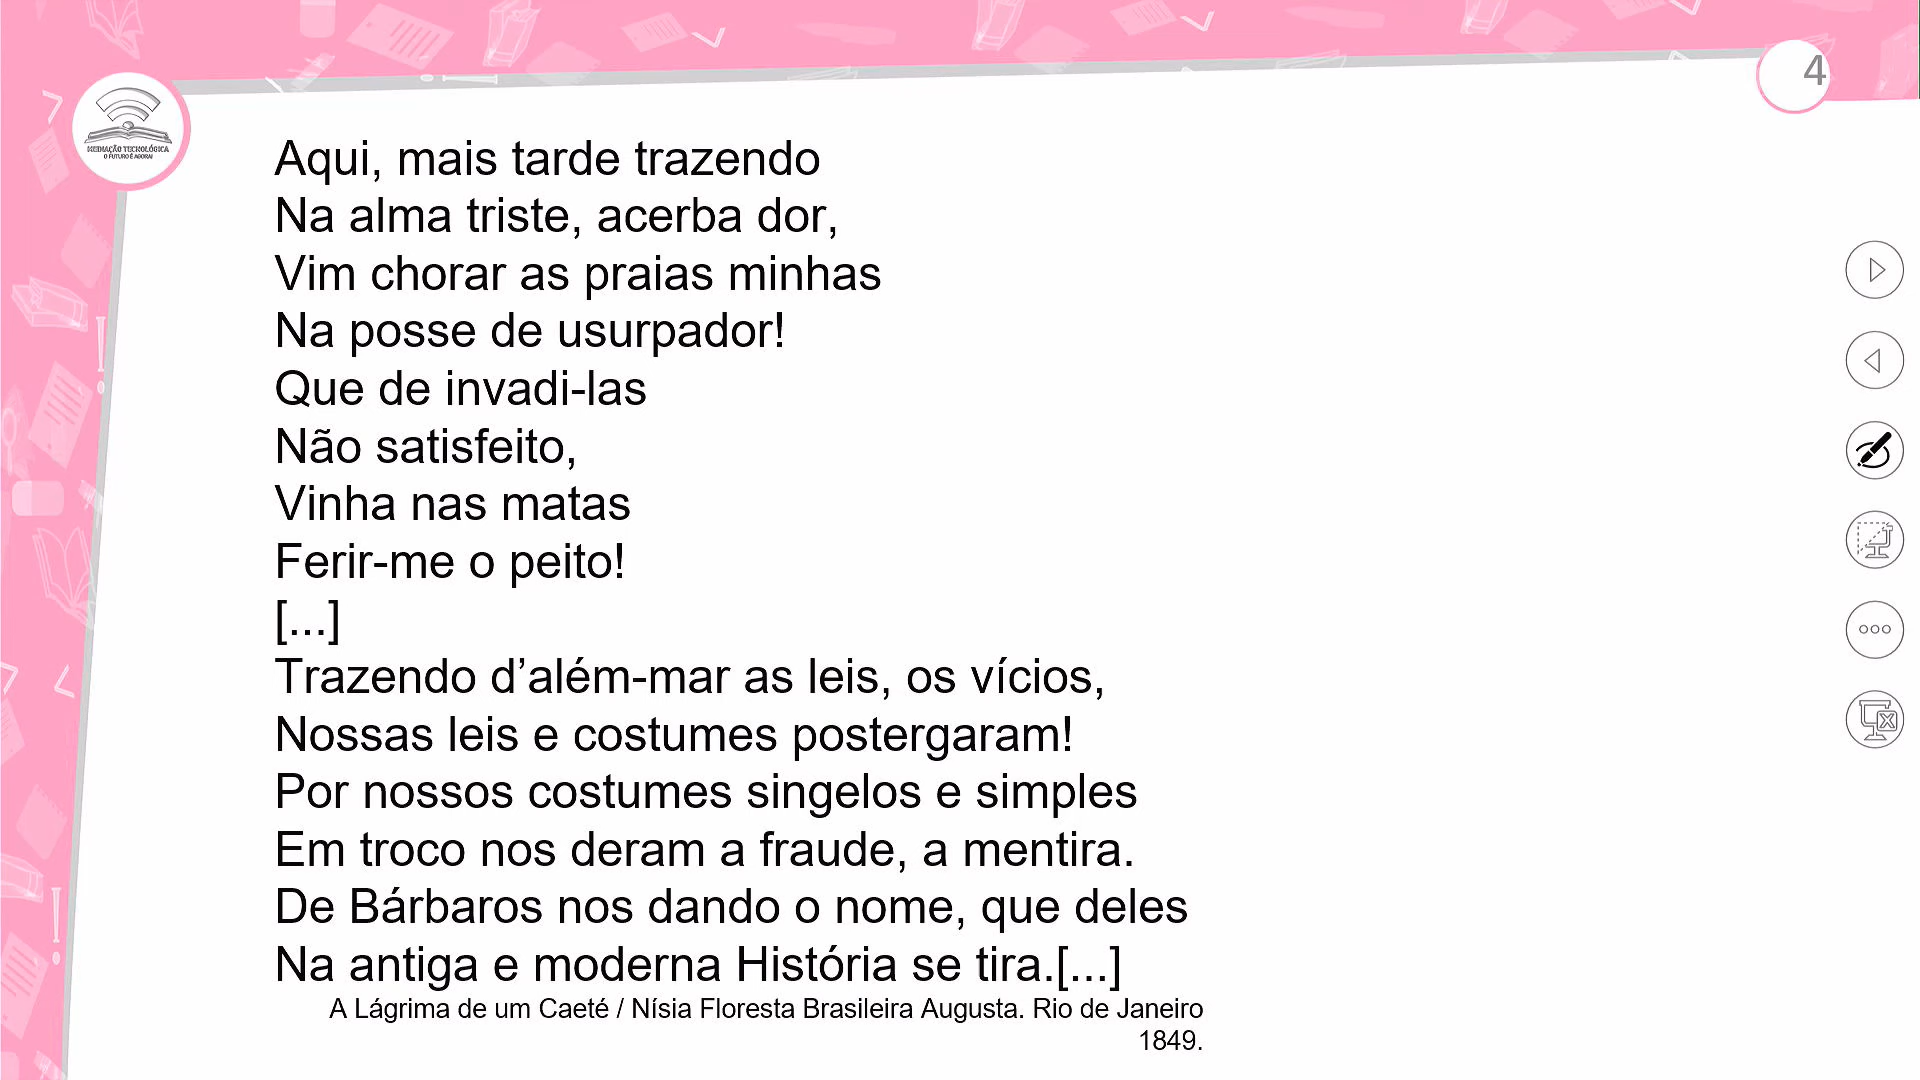 4
MEDIAÇÃO TECNOLÓGICA
O FUTURO É AGORA!
Aqui, mais tarde trazendo
Na alma triste, acerba dor,
Vim chorar as praias minhas
Na posse de usurpador!
Que de invadi-las
Não satisfeito,
Vinha nas matas
Ferir-me o peito!
[...]
Trazendo d’além-mar as leis, os vícios,
Nossas leis e costumes postergaram!
Por nossos costumes singelos e simples
Em troco nos deram a fraude, a mentira.
De Bárbaros nos dando o nome, que deles
Na antiga e moderna História se tira.[...]
A Lágrima de um Caeté / Nísia Floresta Brasileira Augusta. Rio de Janeiro
1849.